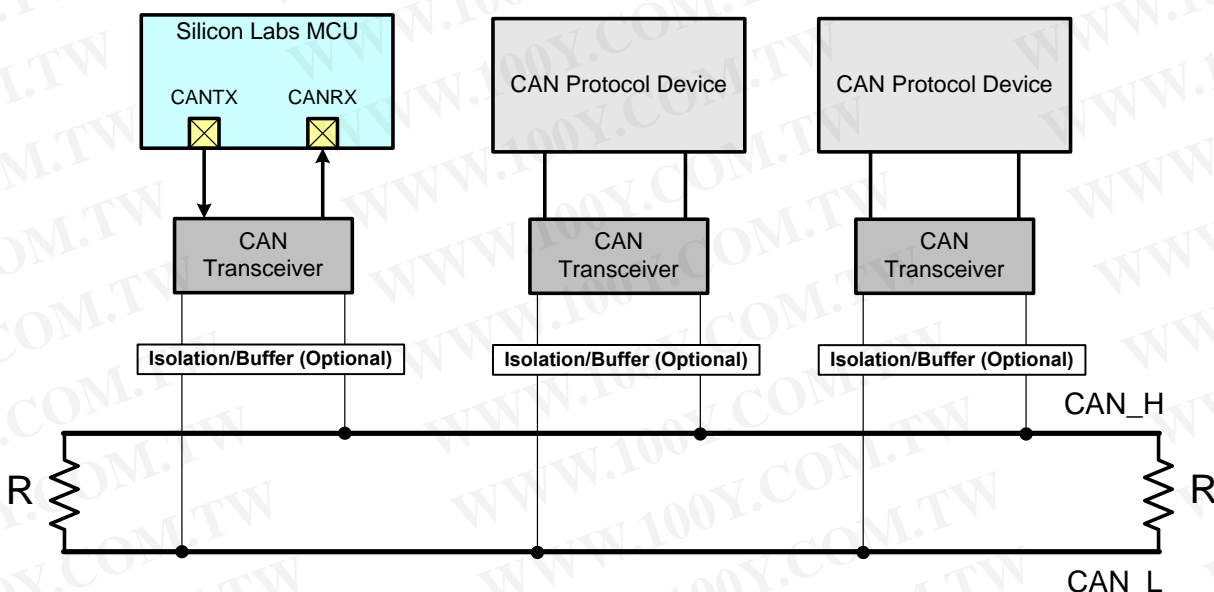 Silicon Labs MCU
CANTX
CANRX
CAN Protocol Device
CAN Protocol Device
CAN
Transceiver
CAN
Transceiver
CAN
Transceiver
Isolation/Buffer (Optional)
Isolation/Buffer (Optional)
Isolation/Buffer (Optional)
CAN_H
R
R
CAN_L
WWW.100Y.COM.TW